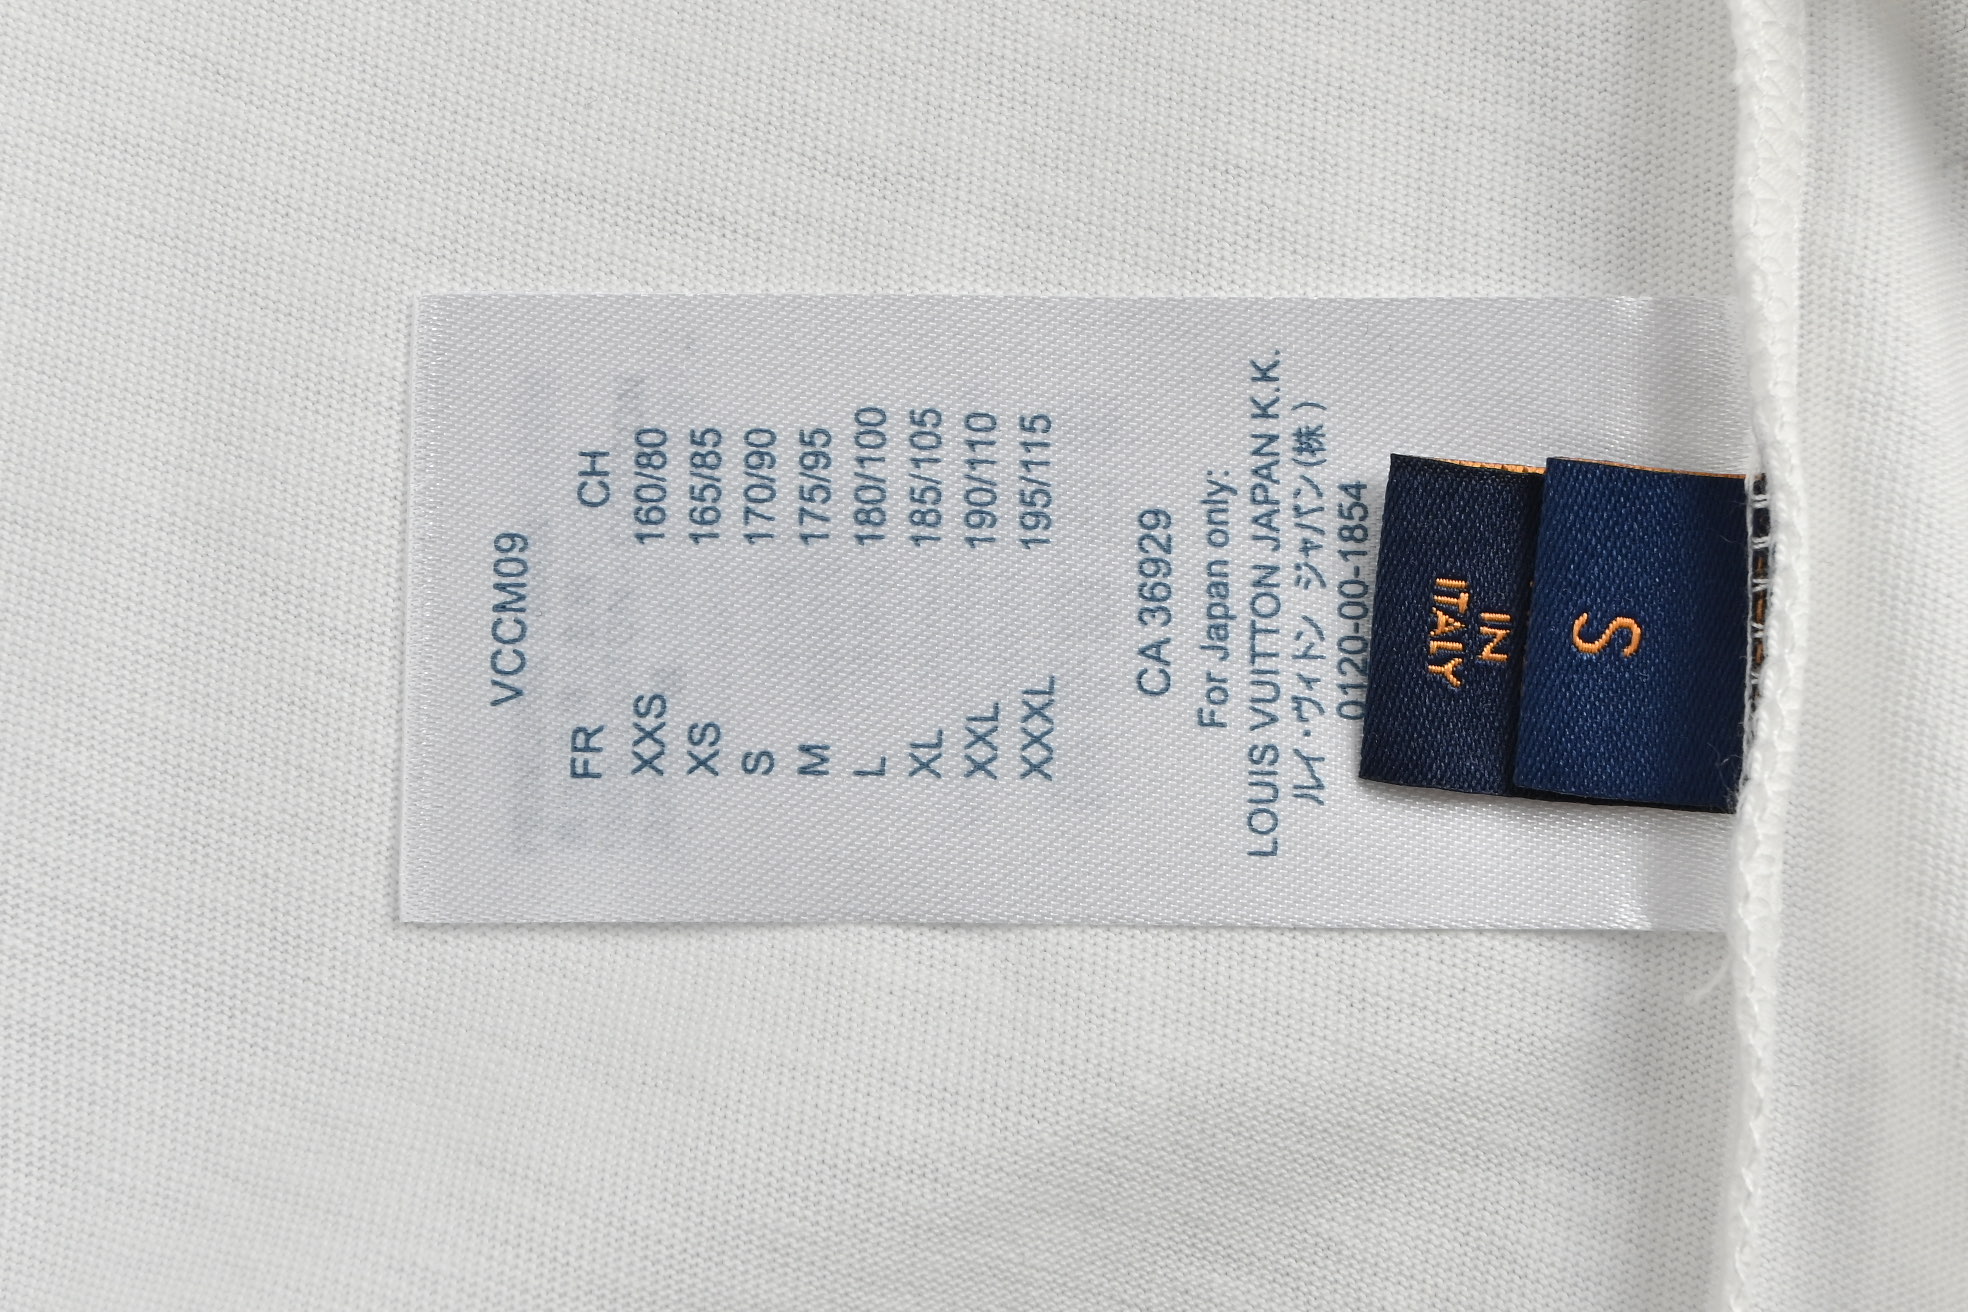 VCCM09
FR CH
XXS 160/80
XS 165/85
S 170/90
M 175/95
L 180/100
XL 185/105
XXL 190/110
XXXL 195/115
CA 36929
For Japan only:
LOUIS VUITTON JAPAN K.K.
ルイ・ヴィトン ジャパン(株)
0120-00-1854
IN
ITALY
S